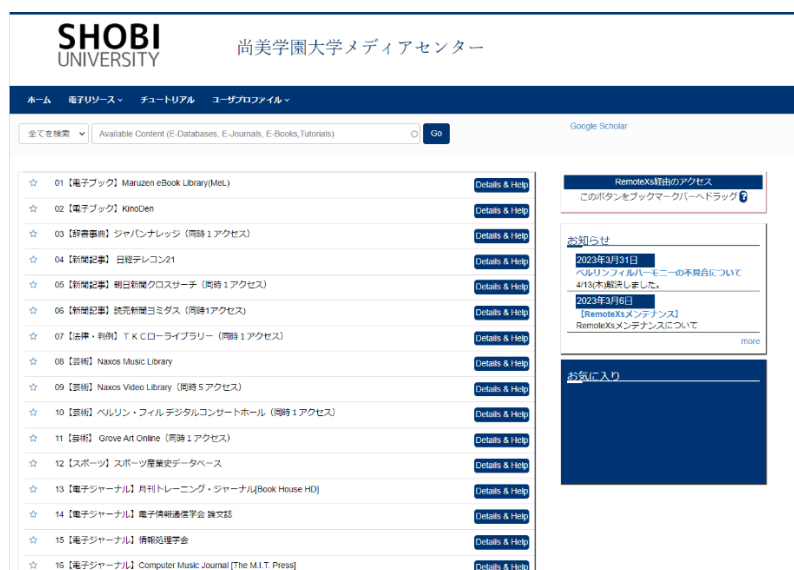 SHOBI
UNIVERSITY
尚美学園大学メディアセンター
ホーム 電子リソース チュートリアル ユーザプロファイル
全てを検索 Available Content (E-Databases, E-Journals, E-Books,Tutorials) Go
Google Scholar
01【電子ブック】Maruzen eBook Library(MeL) Details & Help
02【電子ブック】KinoDen Details & Help
03【辞書事典】ジャパンナレッジ（同時１アクセス） Details & Help
04【新聞記事】 日経テレコン21 Details & Help
05【新聞記事】朝日新聞クロスサーチ（同時１アクセス） Details & Help
06【新聞記事】読売新聞ヨミダス（同時1アクセス) Details & Help
07【法律・判例】ＴＫＣローライブラリー（同時１アクセス） Details & Help
08【芸術】Naxos Music Library Details & Help
09【芸術】Naxos Video Library（同時５アクセス） Details & Help
10【芸術】ベルリン・フィル デジタルコンサートホール（同時１アクセス） Details & Help
11【芸術】 Grove Art Online（同時１アクセス） Details & Help
12【スポーツ】スポーツ産業史データベース Details & Help
13【電子ジャーナル】月刊トレーニング・ジャーナル[Book House HD] Details & Help
14【電子ジャーナル】電子情報通信学会 論文誌 Details & Help
15【電子ジャーナル】情報処理学会 Details & Help
16【電子ジャーナル】Computer Music Journal [The M.I.T. Press] Details & Help
RemoteXs経由のアクセス
このボタンをブックマークバーへドラッグ ?
お知らせ
2023年3月31日
ベルリンフィルハーモニーの不具合について
4/13(木)解決しました。
2023年3月6日
【RemoteXsメンテナンス】
RemoteXsメンテナンスについて
more
お気に入り